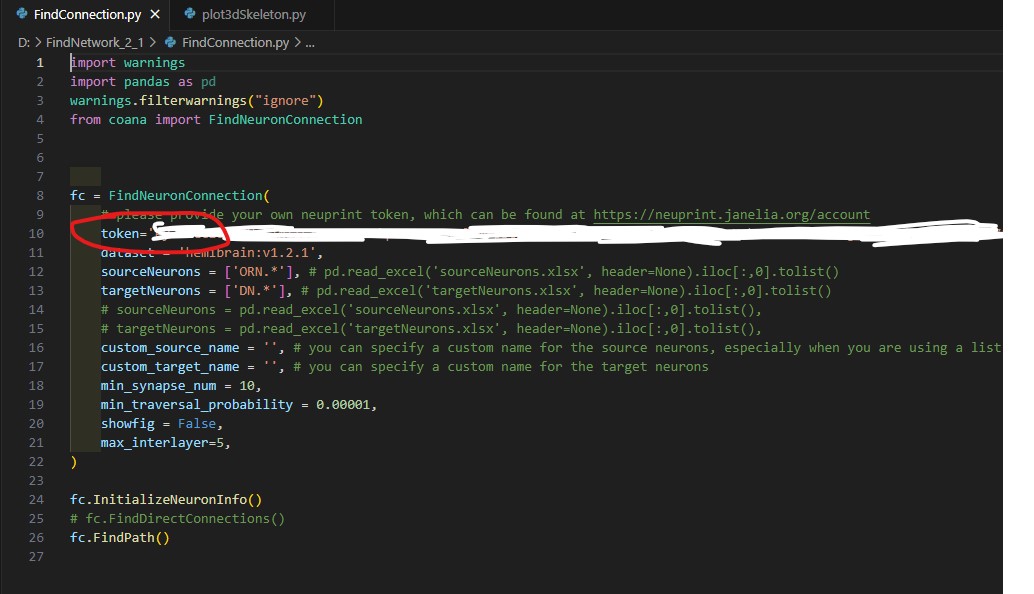 FindConnection.py
plot3dSkeleton.py
D: > FindNetwork_2_1 > FindConnection.py > ...
1 import warnings
2 import pandas as pd
3 warnings.filterwarnings("ignore")
4 from coana import FindNeuronConnection
5
6
7
8 fc = FindNeuronConnection(
9 # please provide your own neuprint token, which can be found at https://neuprint.janelia.org/account
10 token='
11 dataset = 'hemibrain:v1.2.1',
12 sourceNeurons = ['ORN.*'], # pd.read_excel('sourceNeurons.xlsx', header=None).iloc[:,0].tolist()
13 targetNeurons = ['DN.*'], # pd.read_excel('targetNeurons.xlsx', header=None).iloc[:,0].tolist()
14 # sourceNeurons = pd.read_excel('sourceNeurons.xlsx', header=None).iloc[:,0].tolist(),
15 # targetNeurons = pd.read_excel('targetNeurons.xlsx', header=None).iloc[:,0].tolist(),
16 custom_source_name = '', # you can specify a custom name for the source neurons, especially when you are using a list
17 custom_target_name = '', # you can specify a custom name for the target neurons
18 min_synapse_num = 10,
19 min_traversal_probability = 0.00001,
20 showfig = False,
21 max_interlayer=5,
22 )
23
24 fc.InitializeNeuronInfo()
25 # fc.FindDirectConnections()
26 fc.FindPath()
27